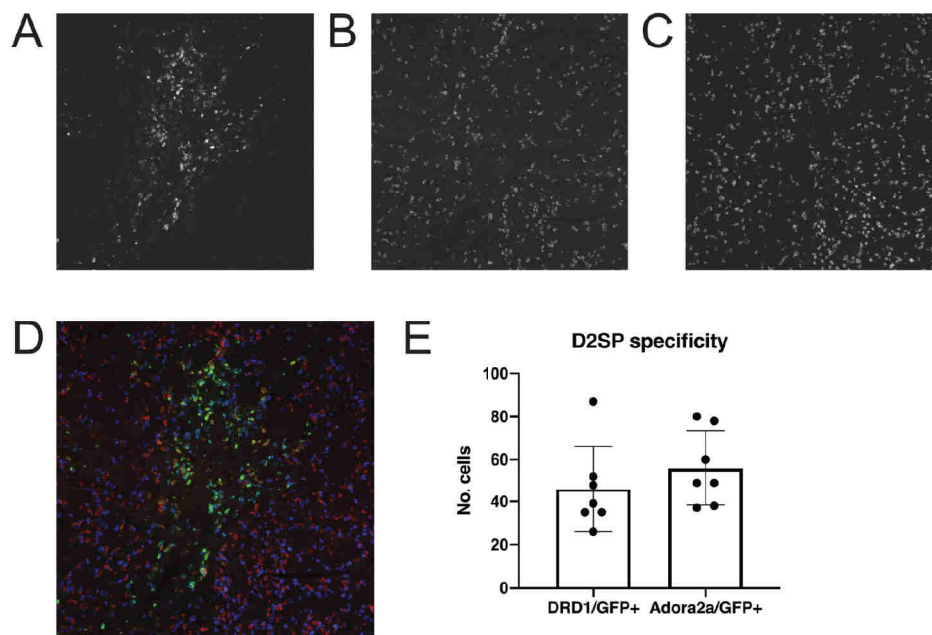 A
B
C
D
E
D2SP specificity
100
80
60
40
20
0
No. cells
DRD1/GFP+
Adora2a/GFP+